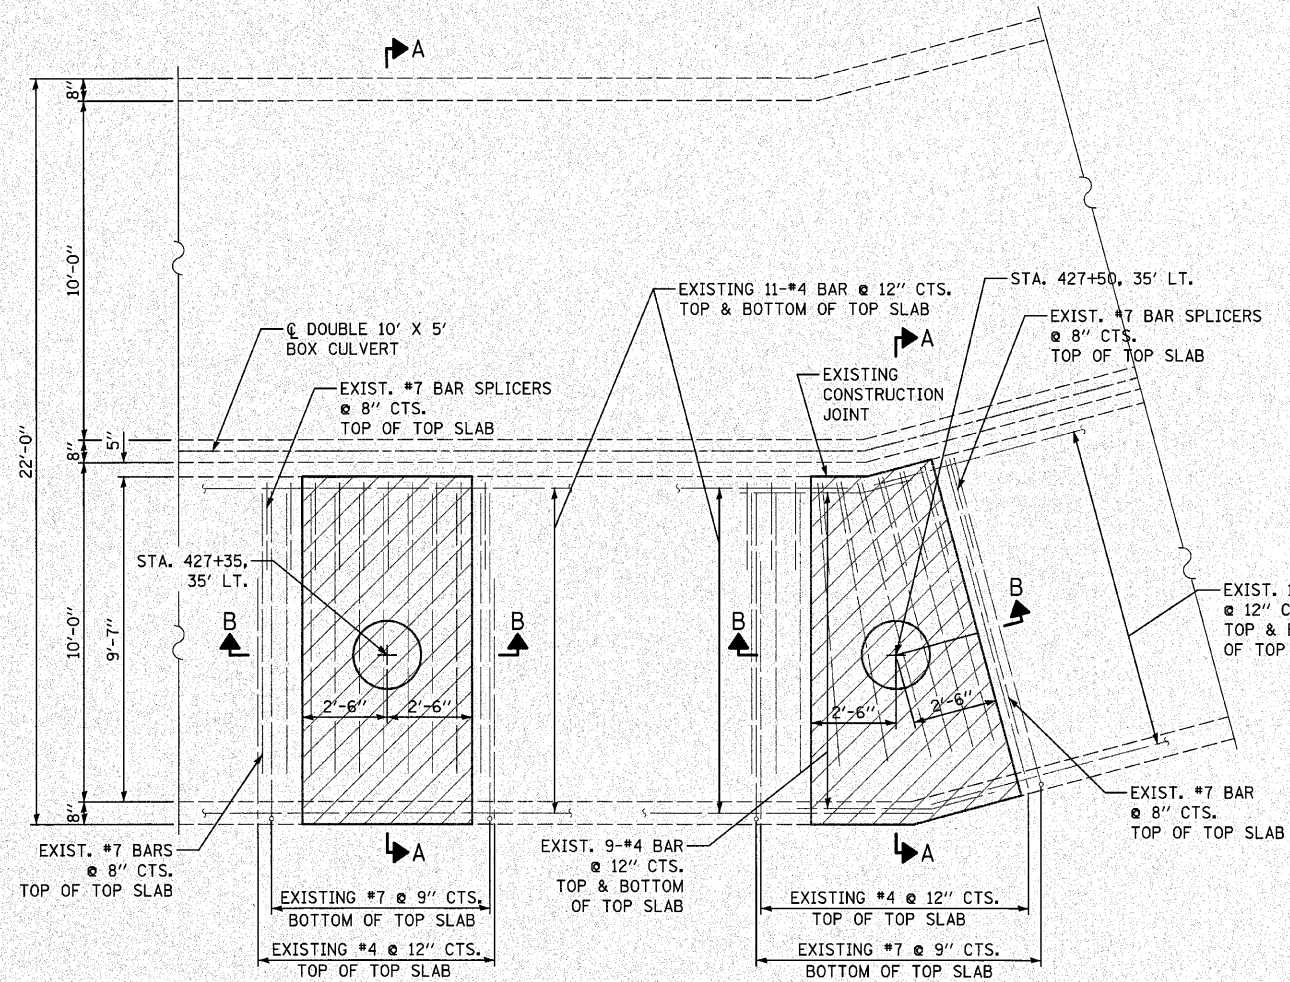 A
8"
10'-0"
22'-0"
8"
5"
10'-0"
9'-7"
8"
℄ DOUBLE 10' X 5'
BOX CULVERT
EXIST. #7 BAR SPLICERS
@ 8" CTS.
TOP OF TOP SLAB
EXISTING 11-#4 BAR @ 12" CTS.
TOP & BOTTOM OF TOP SLAB
STA. 427+50, 35' LT.
A
EXIST. #7 BAR SPLICERS
@ 8" CTS.
TOP OF TOP SLAB
EXISTING
CONSTRUCTION
JOINT
STA. 427+35,
35' LT.
B
B
B
B
2'-6"
2'-6"
2'-6"
2'-6"
EXIST. 1
@ 12" C
TOP &
OF TOP
EXIST. #7 BAR
@ 8" CTS.
TOP OF TOP SLAB
EXIST. #7 BARS
@ 8" CTS.
TOP OF TOP SLAB
A
EXIST. 9-#4 BAR
@ 12" CTS.
TOP & BOTTOM
OF TOP SLAB
A
EXISTING #7 @ 9" CTS.
BOTTOM OF TOP SLAB
EXISTING #4 @ 12" CTS.
TOP OF TOP SLAB
EXISTING #4 @ 12" CTS.
TOP OF TOP SLAB
EXISTING #7 @ 9" CTS.
BOTTOM OF TOP SLAB